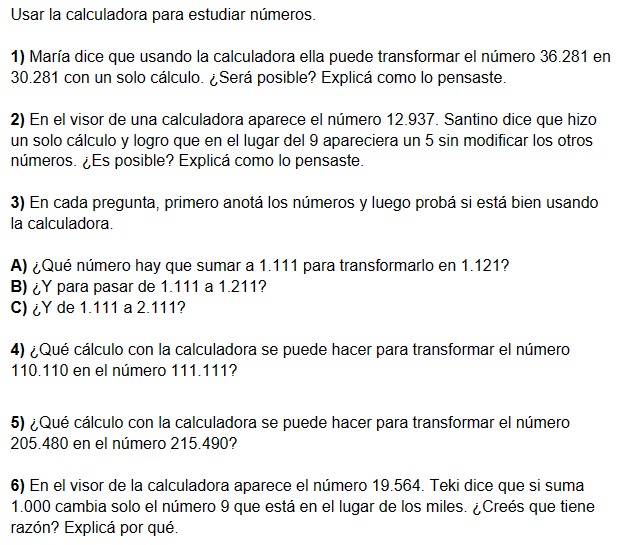 Usar la calculadora para estudiar números.
1) María dice que usando la calculadora ella puede transformar el número 36.281 en
30.281 con un solo cálculo. ¿Será posible? Explicá como lo pensaste.
2) En el visor de una calculadora aparece el número 12.937. Santino dice que hizo
un solo cálculo y logro que en el lugar del 9 apareciera un 5 sin modificar los otros
números. ¿Es posible? Explicá como lo pensaste.
3) En cada pregunta, primero anotá los números y luego probá si está bien usando
la calculadora.
A) ¿Qué número hay que sumar a 1.111 para transformarlo en 1.121?
B) ¿Y para pasar de 1.111 a 1.211?
C) ¿Y de 1.111 a 2.111?
4) ¿Qué cálculo con la calculadora se puede hacer para transformar el número
110.110 en el número 111.111?
5) ¿Qué cálculo con la calculadora se puede hacer para transformar el número
205.480 en el número 215.490?
6) En el visor de la calculadora aparece el número 19.564. Teki dice que si suma
1.000 cambia solo el número 9 que está en el lugar de los miles. ¿Creés que tiene
razón? Explicá por qué.